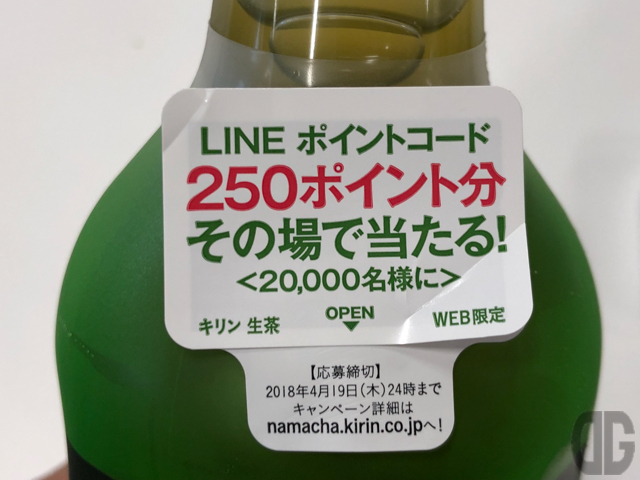 LINE ポイントコード
250ポイント分
その場で当たる!
<20,000名様に>
キリン 生茶
OPEN
WEB限定
【応募締切】
2018年4月19日(木)24時まで
キャンペーン詳細は
namacha.kirin.co.jpへ!
DG